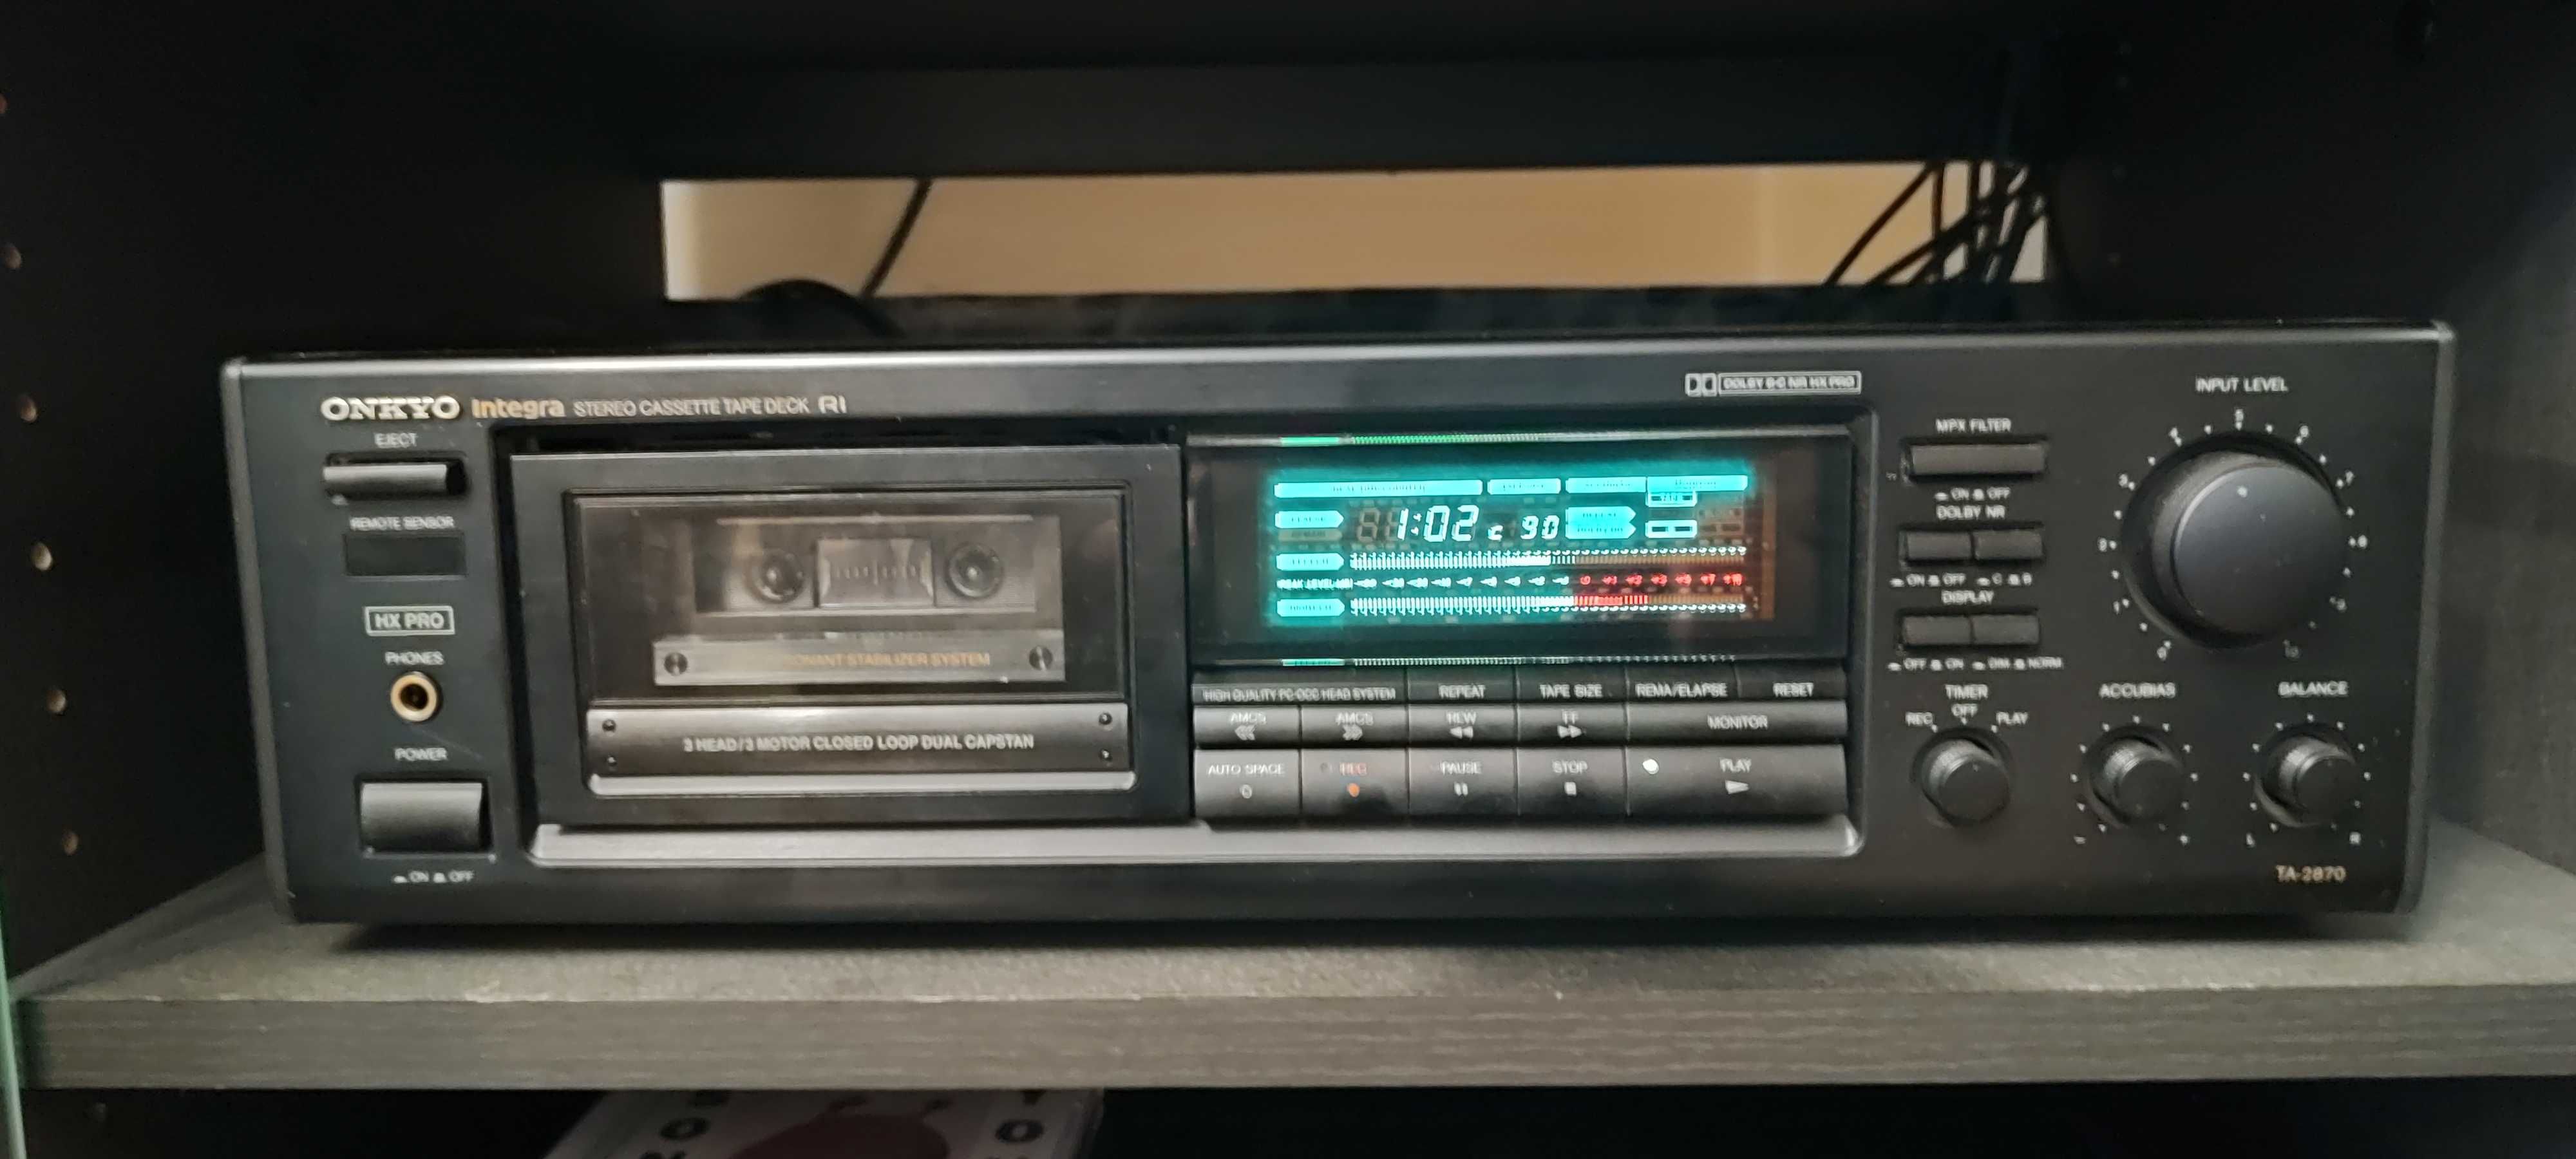 ONKYO Integra STEREO CASSETTE TAPE DECK RI
DOLBY B-C NR HX PRO
INPUT LEVEL
EJECT
MPX FILTER
ON OFF
DOLBY NR
REMOTE SENSOR
1:02 c 90
ON OFF C B
DISPLAY
HX PRO
OFF ON DIM NORM
PHONES
STABILIZER SYSTEM
HIGH QUALITY PC-OCC HEAD SYSTEM REPEAT TAPE SIZE REMA/ELAPSE RESET
TIMER
REC OFF PLAY
ACCUBIAS
BALANCE
AMCS AMCS REW FF MONITOR
3 HEAD/3 MOTOR CLOSED LOOP DUAL CAPSTAN
POWER
AUTO SPACE REC PAUSE STOP PLAY
L R
ON OFF
TA-2870